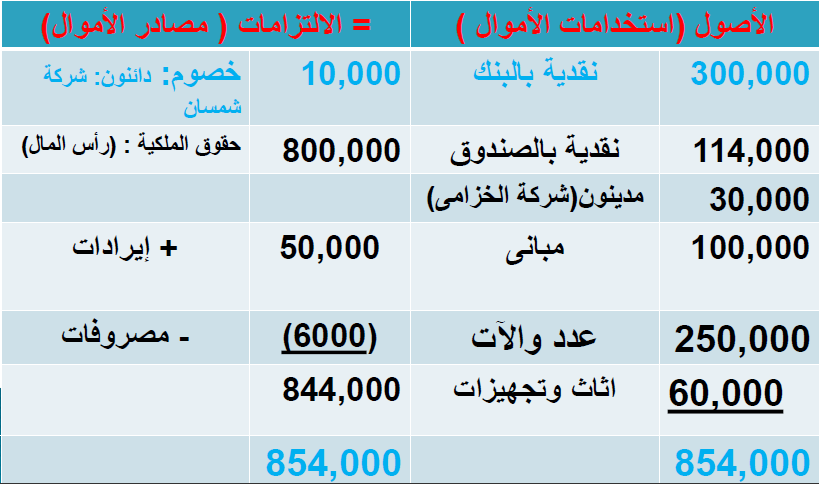 الأصول (استخدامات الأموال ) = الالتزامات ( مصادر الأموال)
300,000 نقدية بالبنك 10,000 خصوم: دائنون: شركة
شمسان
114,000 نقدية بالصندوق 800,000 حقوق الملكية : (رأس المال)
30,000 مدينون(شركة الخزامى)
100,000 مبانى 50,000 + إيرادات
250,000 عدد والآت (6000) - مصروفات
60,000 اثاث وتجهيزات 844,000
854,000 854,000